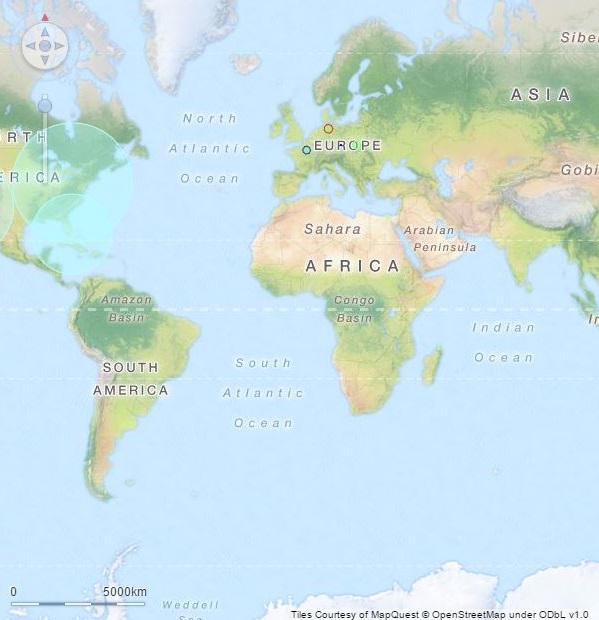 Siber
ASIA
North
Atlantic
Ocean
RTH
EUROPE
ERICA
Gobi
Sahara
Arabian
Peninsula
AFRICA
Amazon
Basin
Congo
Basin
Indian
Ocean
SOUTH
AMERICA
South
Atlantic
Ocean
0 5000km
Weddell
Sea
Tiles Courtesy of MapQuest © OpenStreetMap under ODbL v1.0